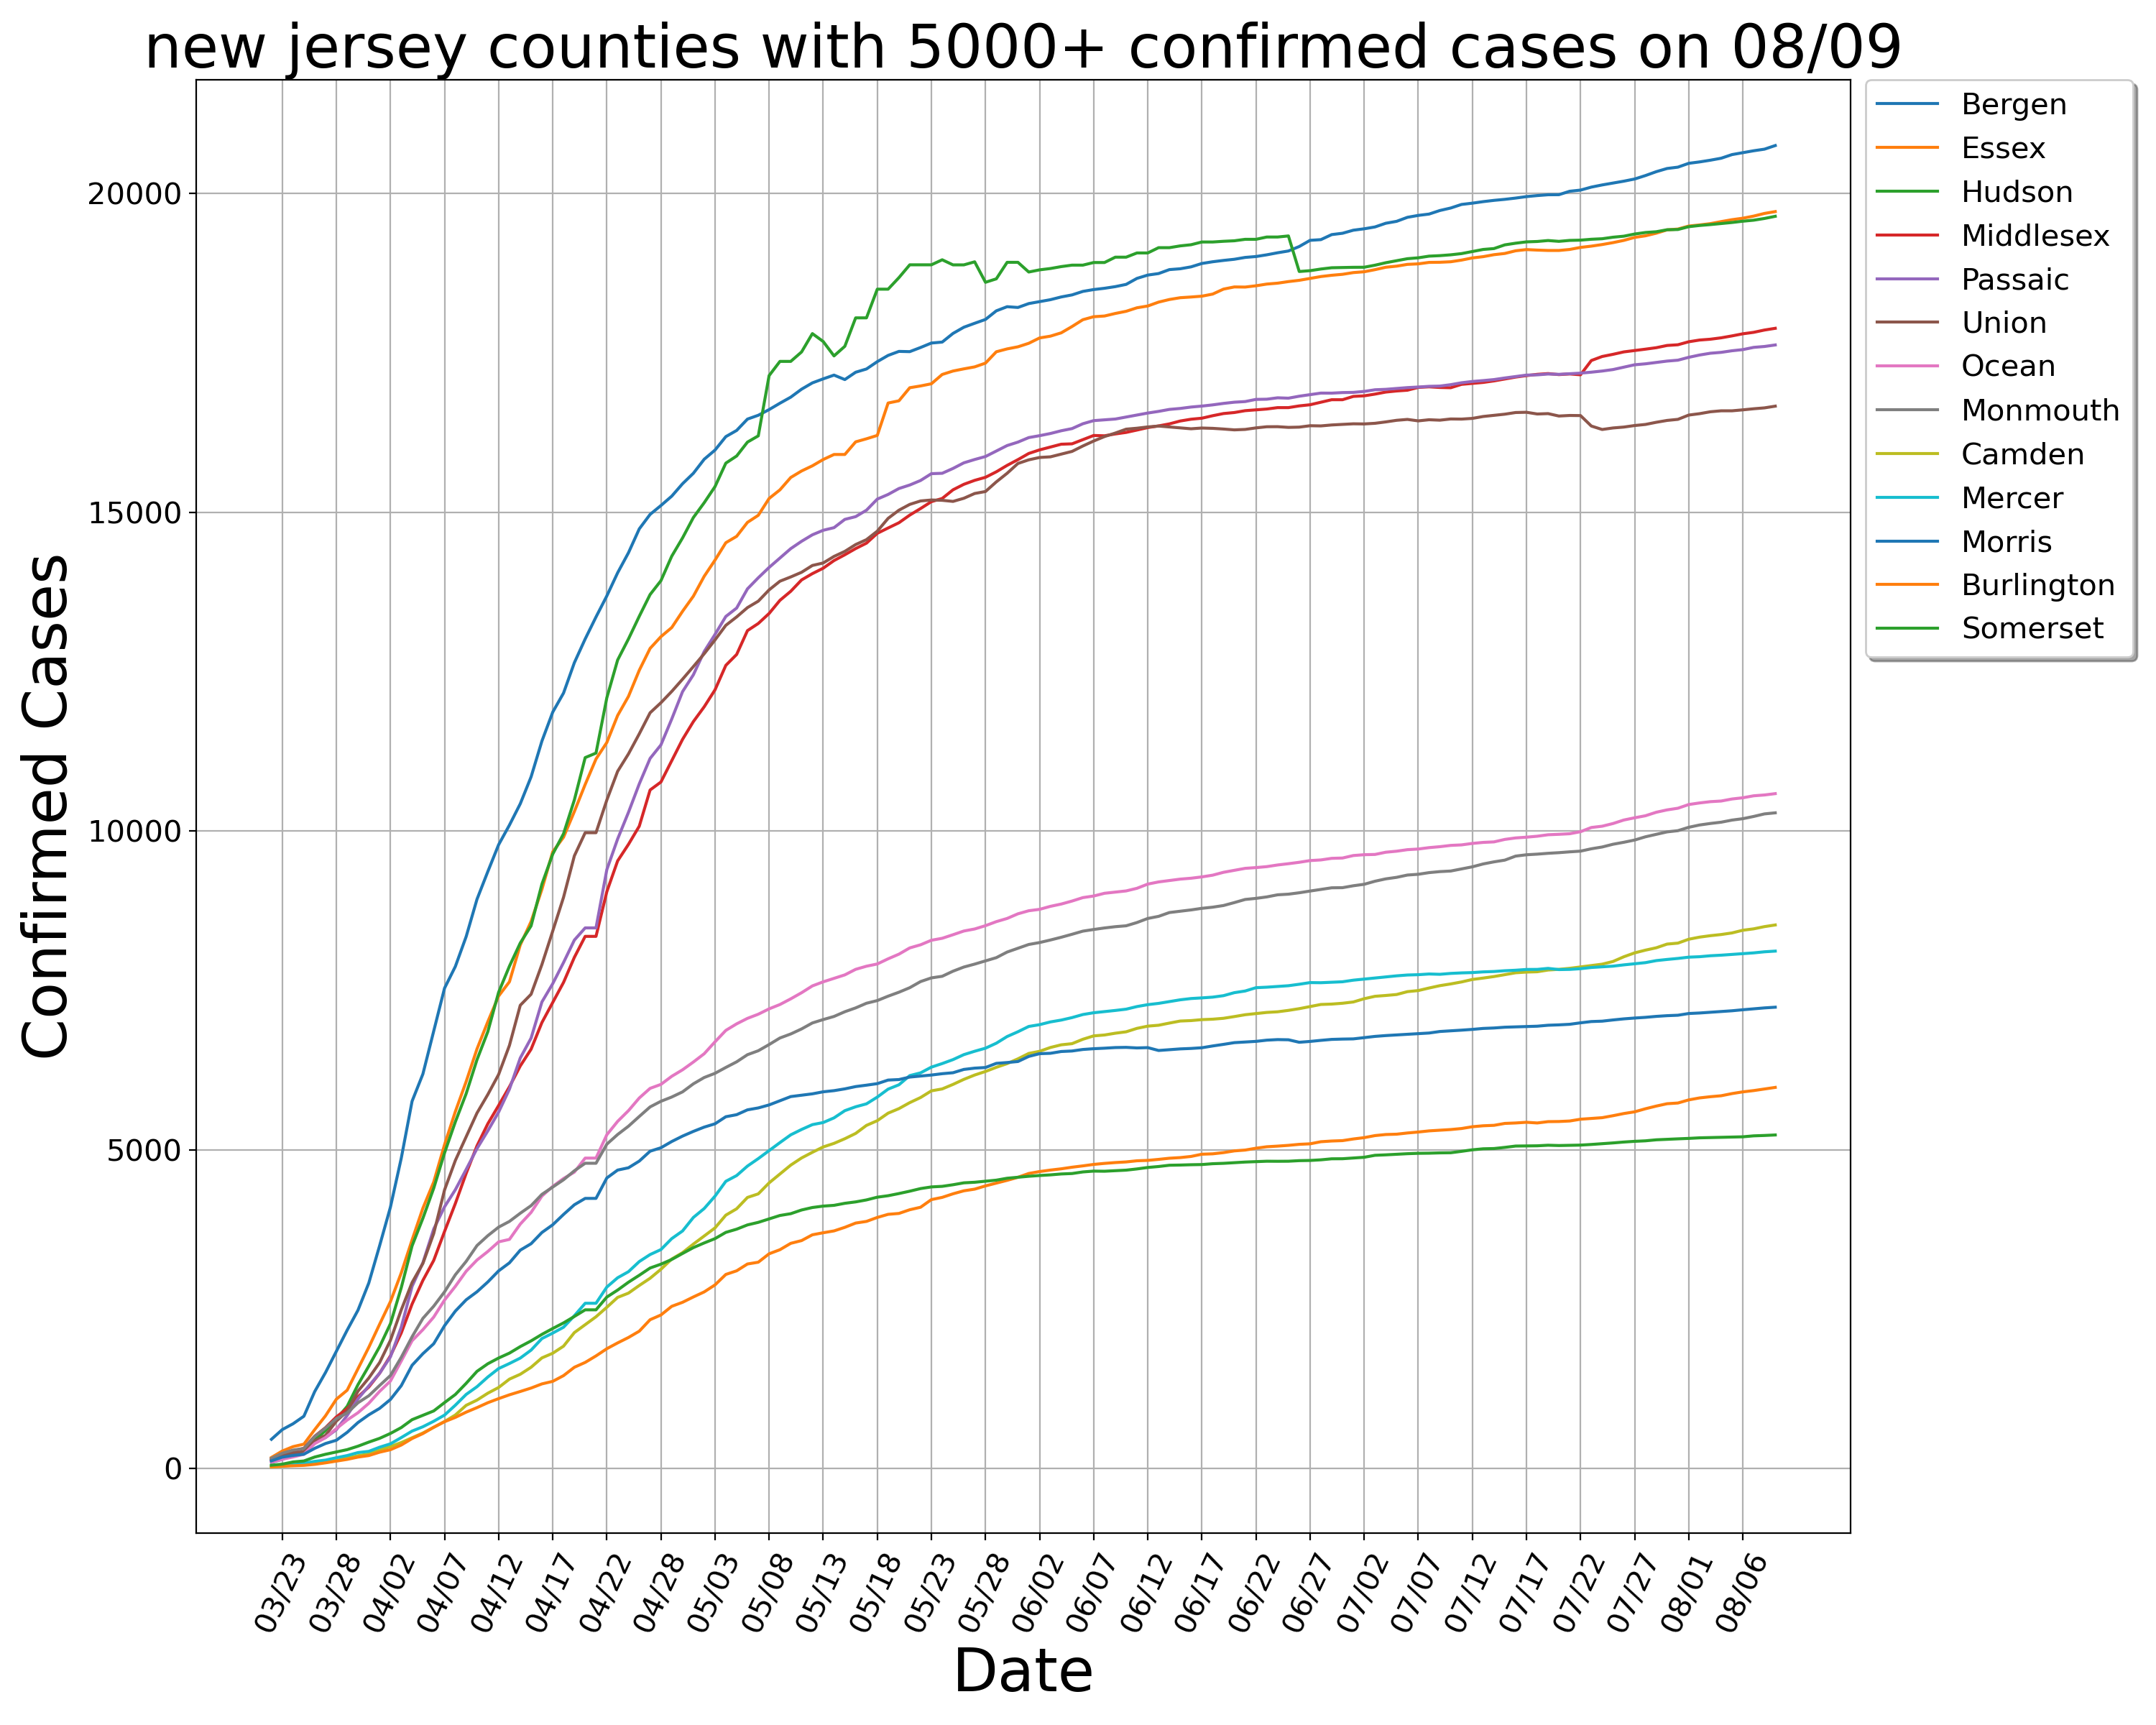 new jersey counties with 5000+ confirmed cases on 08/09
Bergen
Essex
Hudson
Middlesex
Passaic
Union
Ocean
Monmouth
Camden
Mercer
Morris
Burlington
Somerset
Confirmed Cases
20000
15000
10000
5000
0
03/23 03/28 04/02 04/07 04/12 04/17 04/22 04/28 05/03 05/08 05/13 05/18 05/23 05/28 06/02 06/07 06/12 06/17 06/22 06/27 07/02 07/07 07/12 07/17 07/22 07/27 08/01 08/06
Date